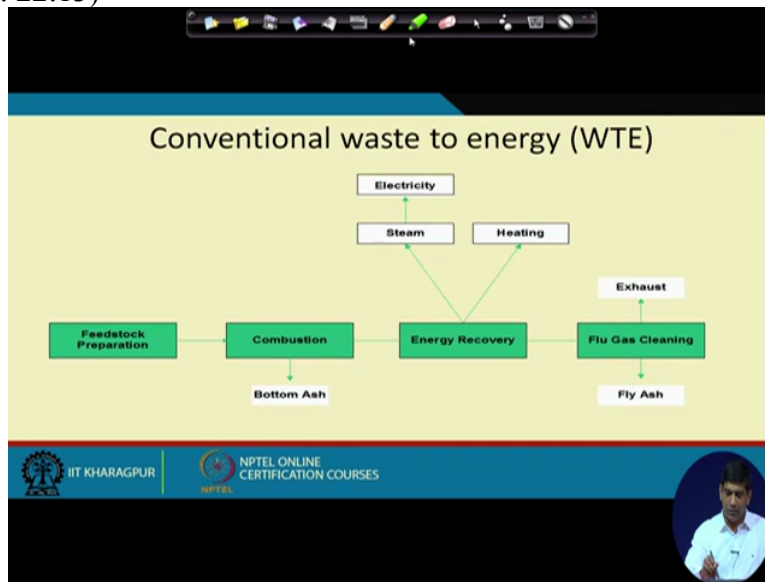 Conventional waste to energy (WTE)
Electricity
Steam
Heating
Exhaust
Feedstock
Preparation
Combustion
Energy Recovery
Flu Gas Cleaning
Bottom Ash
Fly Ash
IIT KHARAGPUR
NPTEL
NPTEL ONLINE
CERTIFICATION COURSES